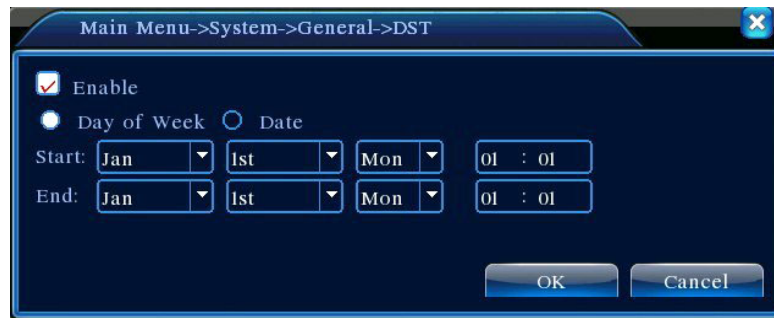 Main Menu->System->General->DST
Enable
Day of Week Date
Start: Jan 1st Mon 01 : 01
End: Jan 1st Mon 01 : 01
OK Cancel